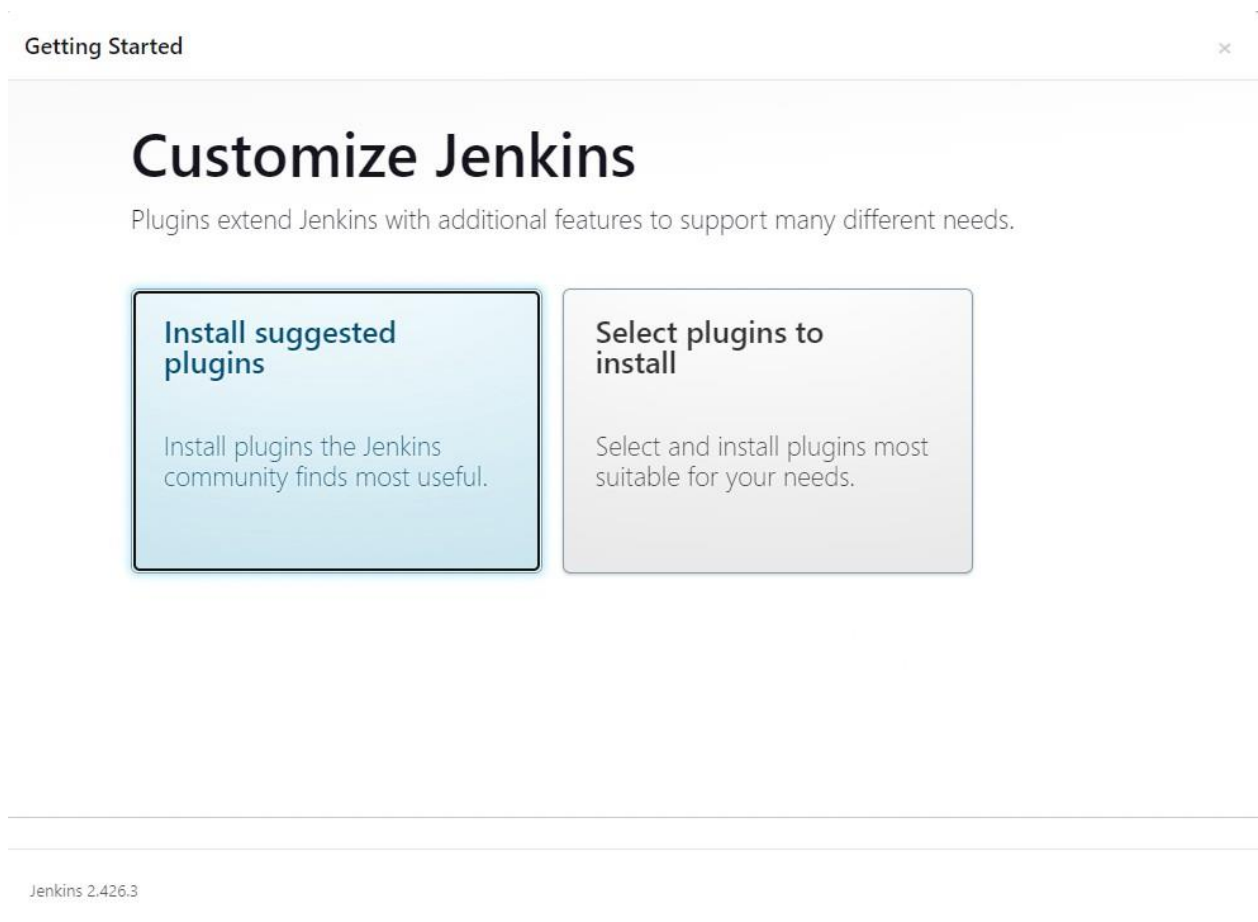 Getting Started
×
Customize Jenkins
Plugins extend Jenkins with additional features to support many different needs.
Install suggested
plugins
Install plugins the Jenkins
community finds most useful.
Select plugins to
install
Select and install plugins most
suitable for your needs.
Jenkins 2.426.3